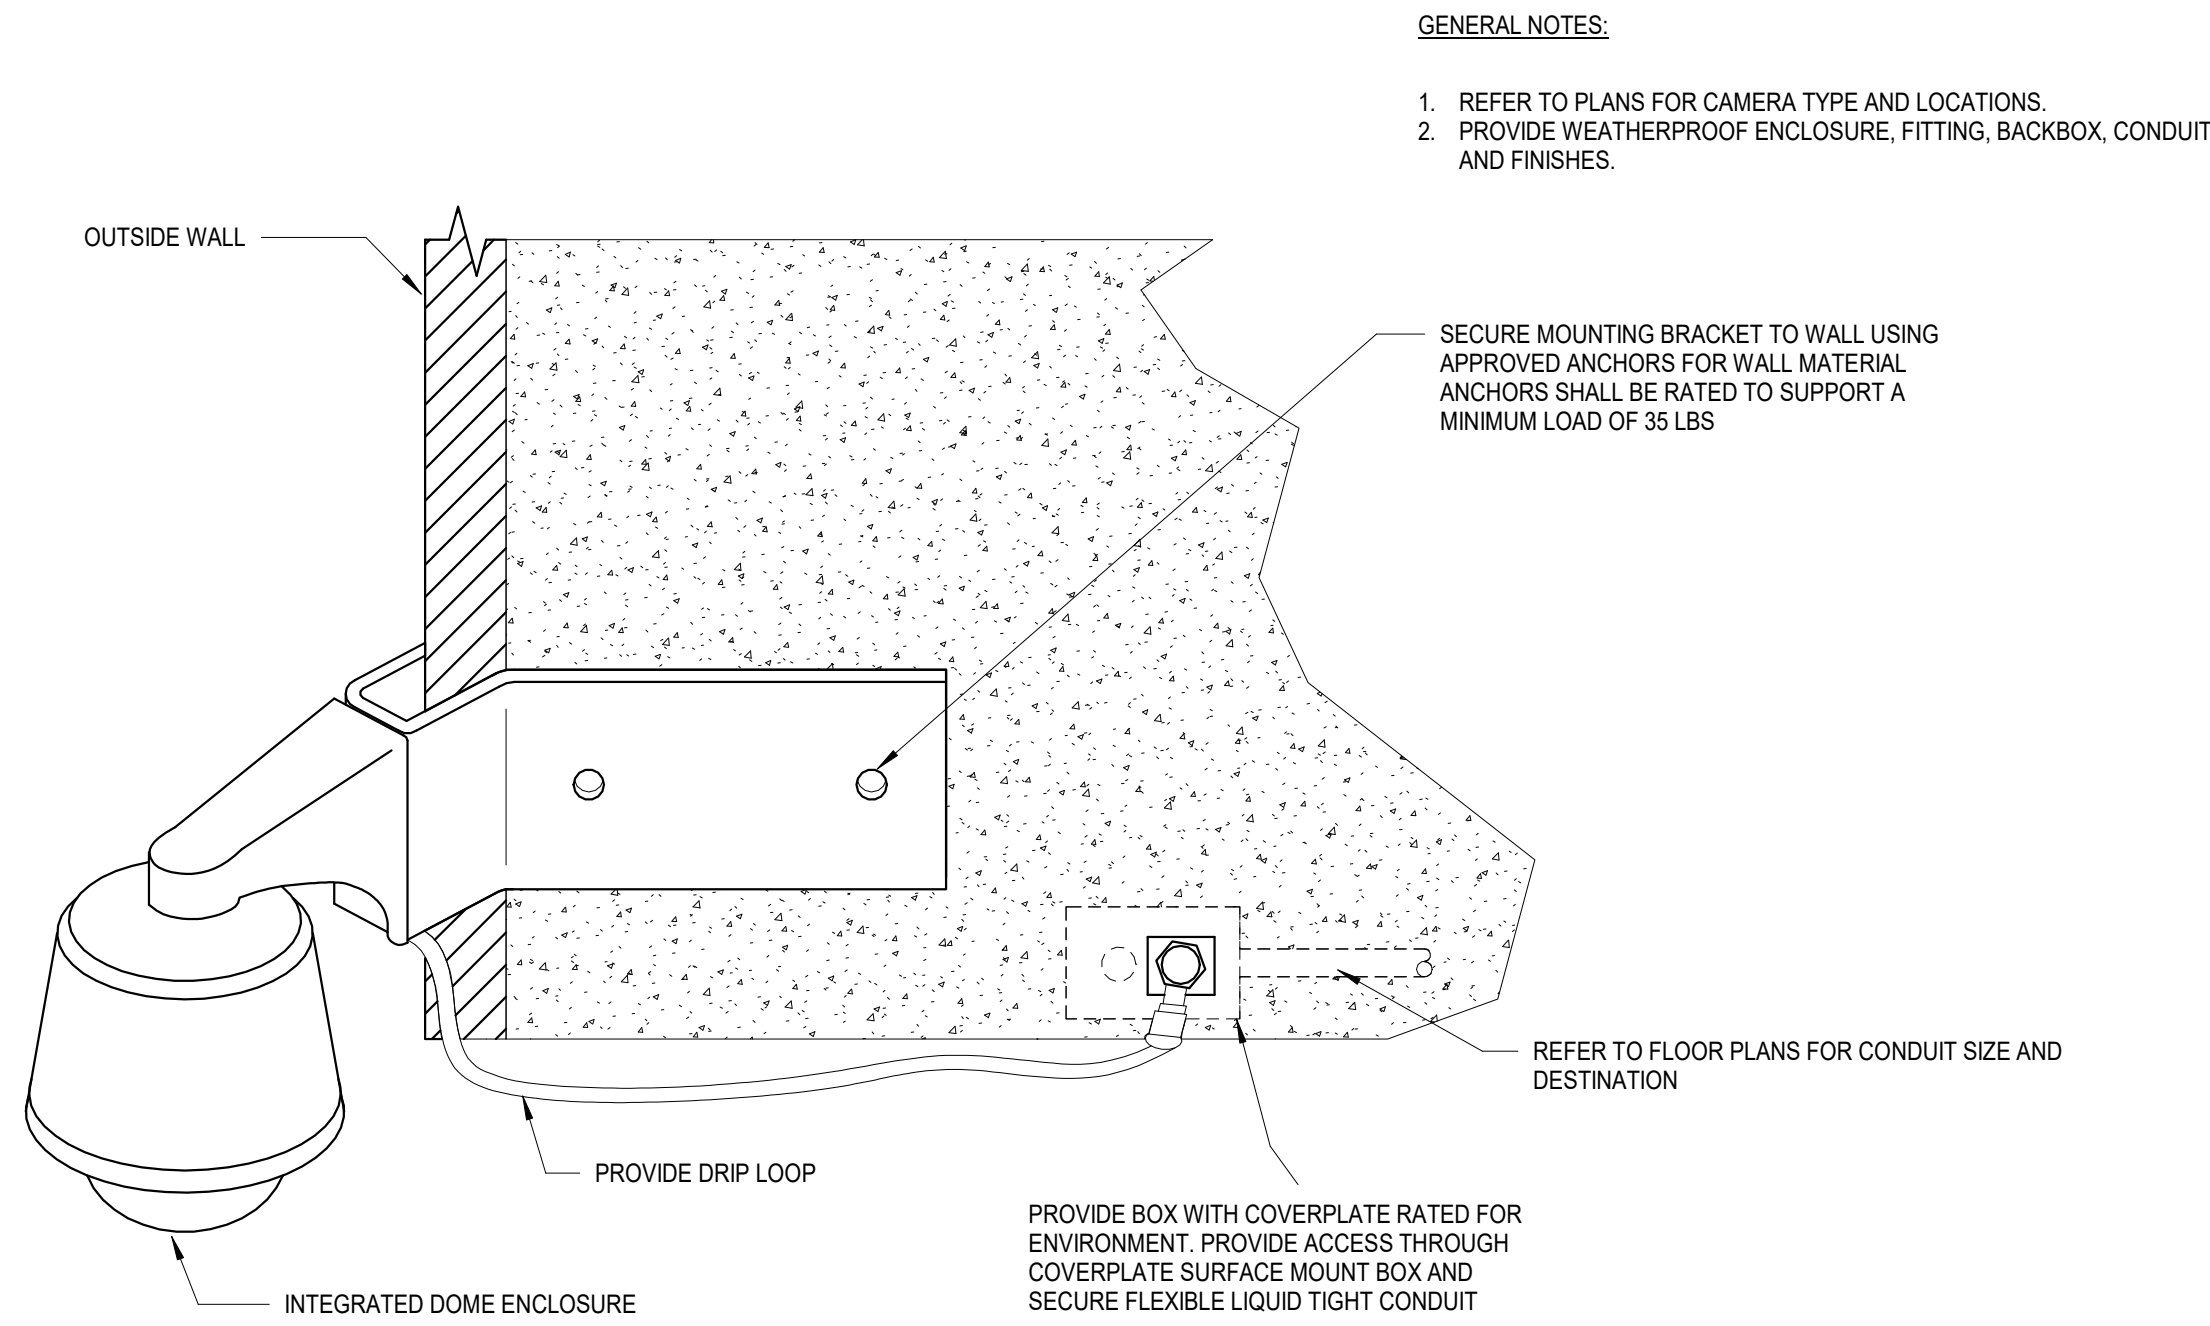 GENERAL NOTES:
1. REFER TO PLANS FOR CAMERA TYPE AND LOCATIONS.
2. PROVIDE WEATHERPROOF ENCLOSURE, FITTING, BACKBOX, CONDUIT
AND FINISHES.
OUTSIDE WALL
SECURE MOUNTING BRACKET TO WALL USING
APPROVED ANCHORS FOR WALL MATERIAL
ANCHORS SHALL BE RATED TO SUPPORT A
MINIMUM LOAD OF 35 LBS
REFER TO FLOOR PLANS FOR CONDUIT SIZE AND
DESTINATION
PROVIDE DRIP LOOP
PROVIDE BOX WITH COVERPLATE RATED FOR
ENVIRONMENT. PROVIDE ACCESS THROUGH
COVERPLATE SURFACE MOUNT BOX AND
SECURE FLEXIBLE LIQUID TIGHT CONDUIT
INTEGRATED DOME ENCLOSURE